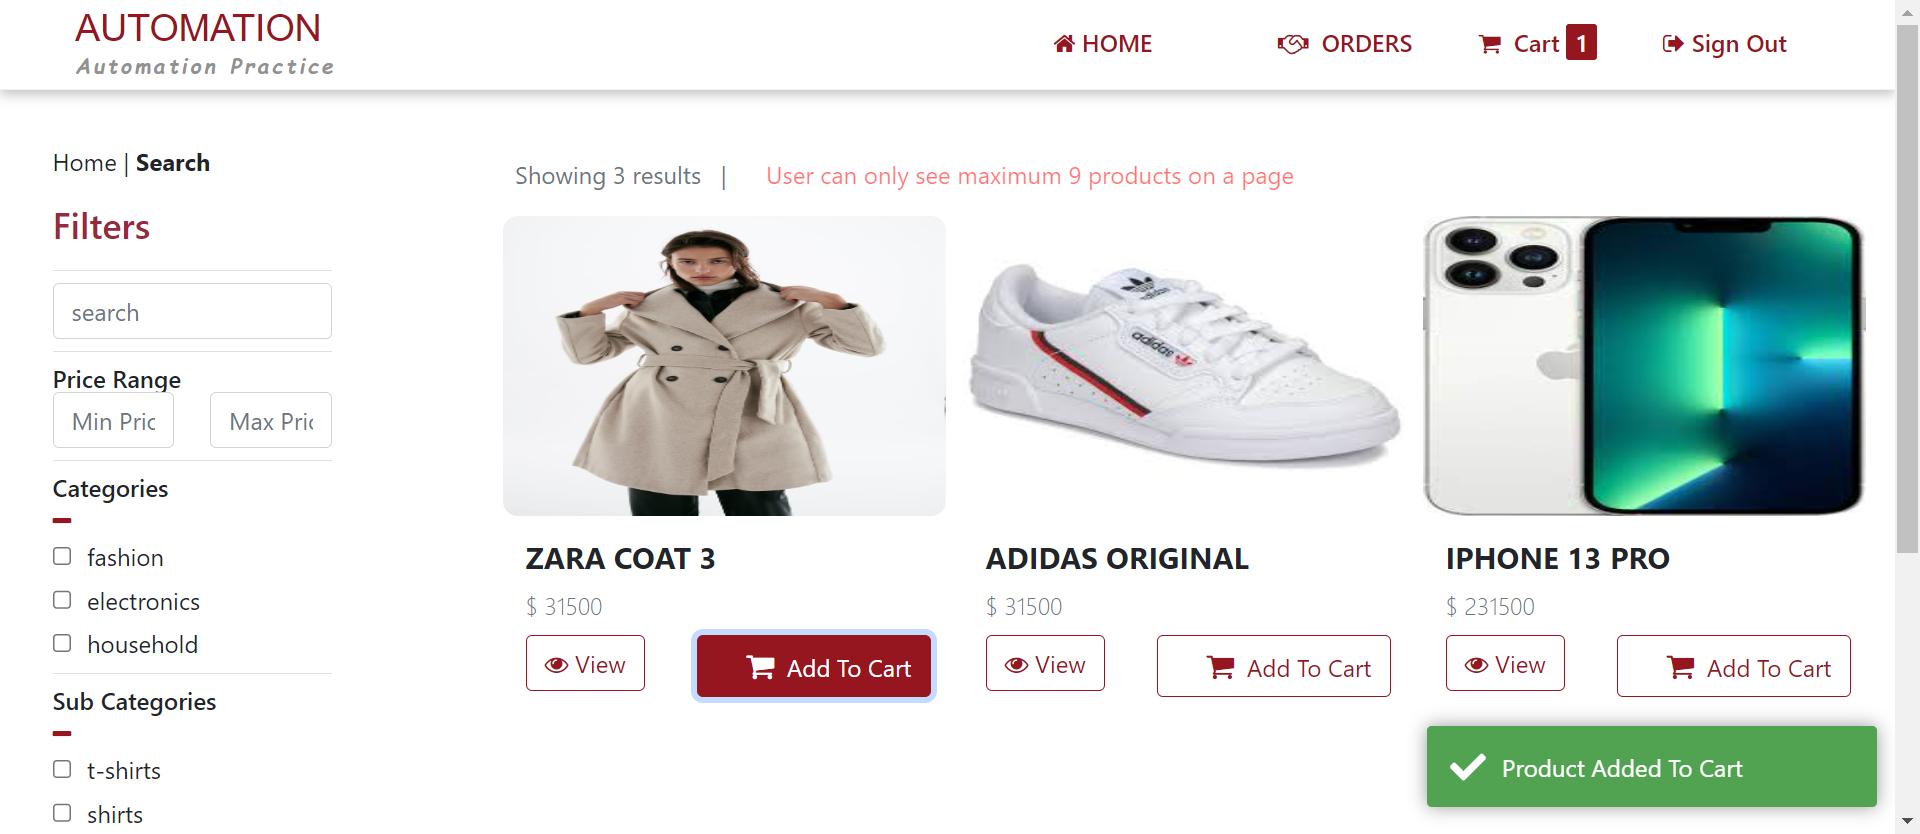 AUTOMATION
Automation Practice
HOME
ORDERS
Cart 1
Sign Out
Home | Search
Filters
search
Price Range
Min Pric
Max Pric
Categories
fashion
electronics
household
Sub Categories
t-shirts
shirts
Showing 3 results |
User can only see maximum 9 products on a page
adidas
adidas
ZARA COAT 3
$ 31500
View
Add To Cart
ADIDAS ORIGINAL
$ 31500
View
Add To Cart
IPHONE 13 PRO
$ 231500
View
Add To Cart
Product Added To Cart